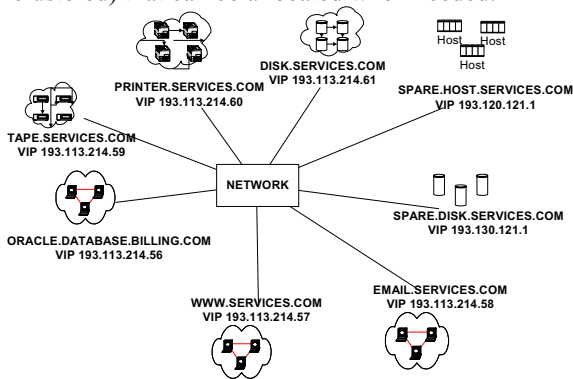 DISK.SERVICES.COM
VIP 193.113.214.61
Host
Host
Host
PRINTER.SERVICES.COM
VIP 193.113.214.60
SPARE.HOST.SERVICES.COM
VIP 193.120.121.1
TAPE.SERVICES.COM
VIP 193.113.214.59
NETWORK
SPARE.DISK.SERVICES.COM
VIP 193.130.121.1
ORACLE.DATABASE.BILLING.COM
VIP 193.113.214.56
WWW.SERVICES.COM
VIP 193.113.214.57
EMAIL.SERVICES.COM
VIP 193.113.214.58